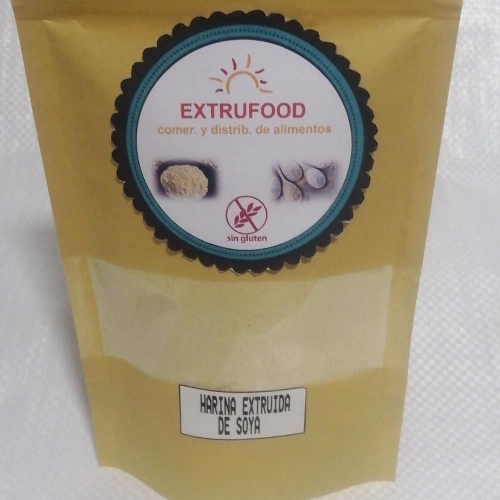 EXTRUFOOD
comer. y distrib. de alimentos
sin gluten
HARINA EXTRUIDA
DE SOYA